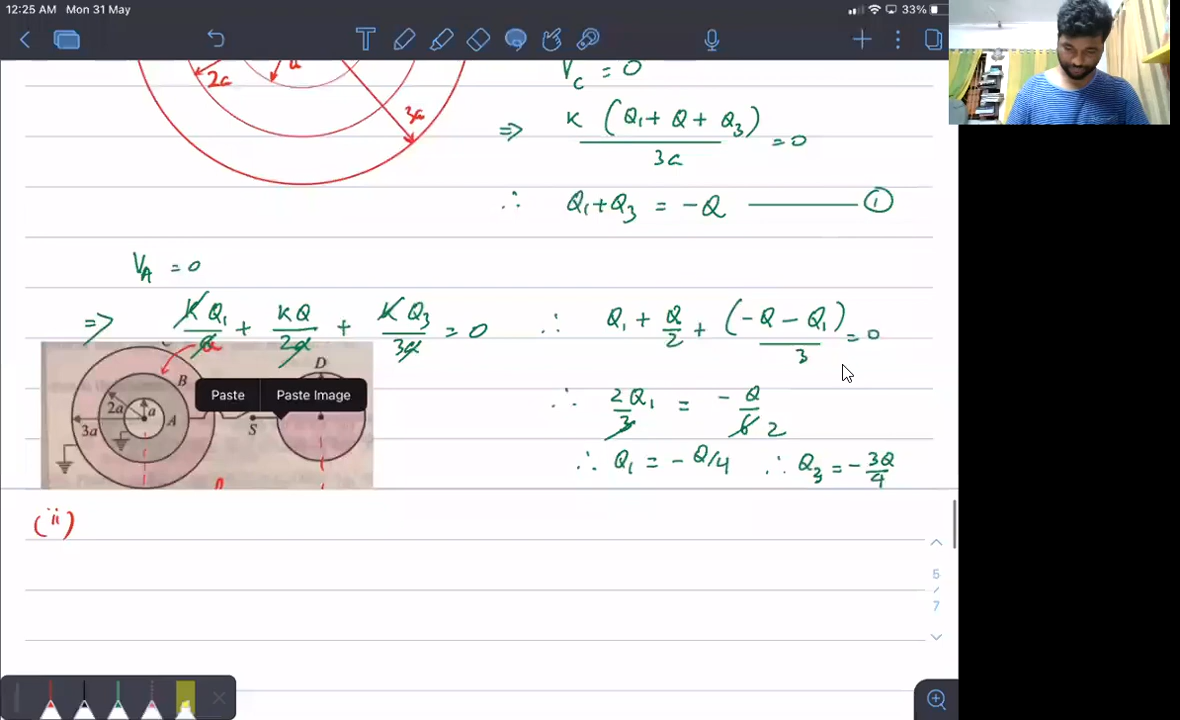 12:25 AM Mon 31 May
33%
2a
a
3a
V_C = 0
⇒ K (Q₁ + Q + Q₃) / 3a = 0
∴ Q₁ + Q₃ = -Q ——— ①
V_A = 0
⇒ KQ₁/a + KQ/2a + KQ₃/3a = 0
∴ Q₁ + Q/2 + (-Q - Q₁)/3 = 0
B
D
Paste
Paste Image
2a
a
A
S
3a
∴ 2Q₁/3 = - Q/6 2
∴ Q₁ = - Q/4 ∴ Q₃ = - 3Q/4
(ii)
5
/
7